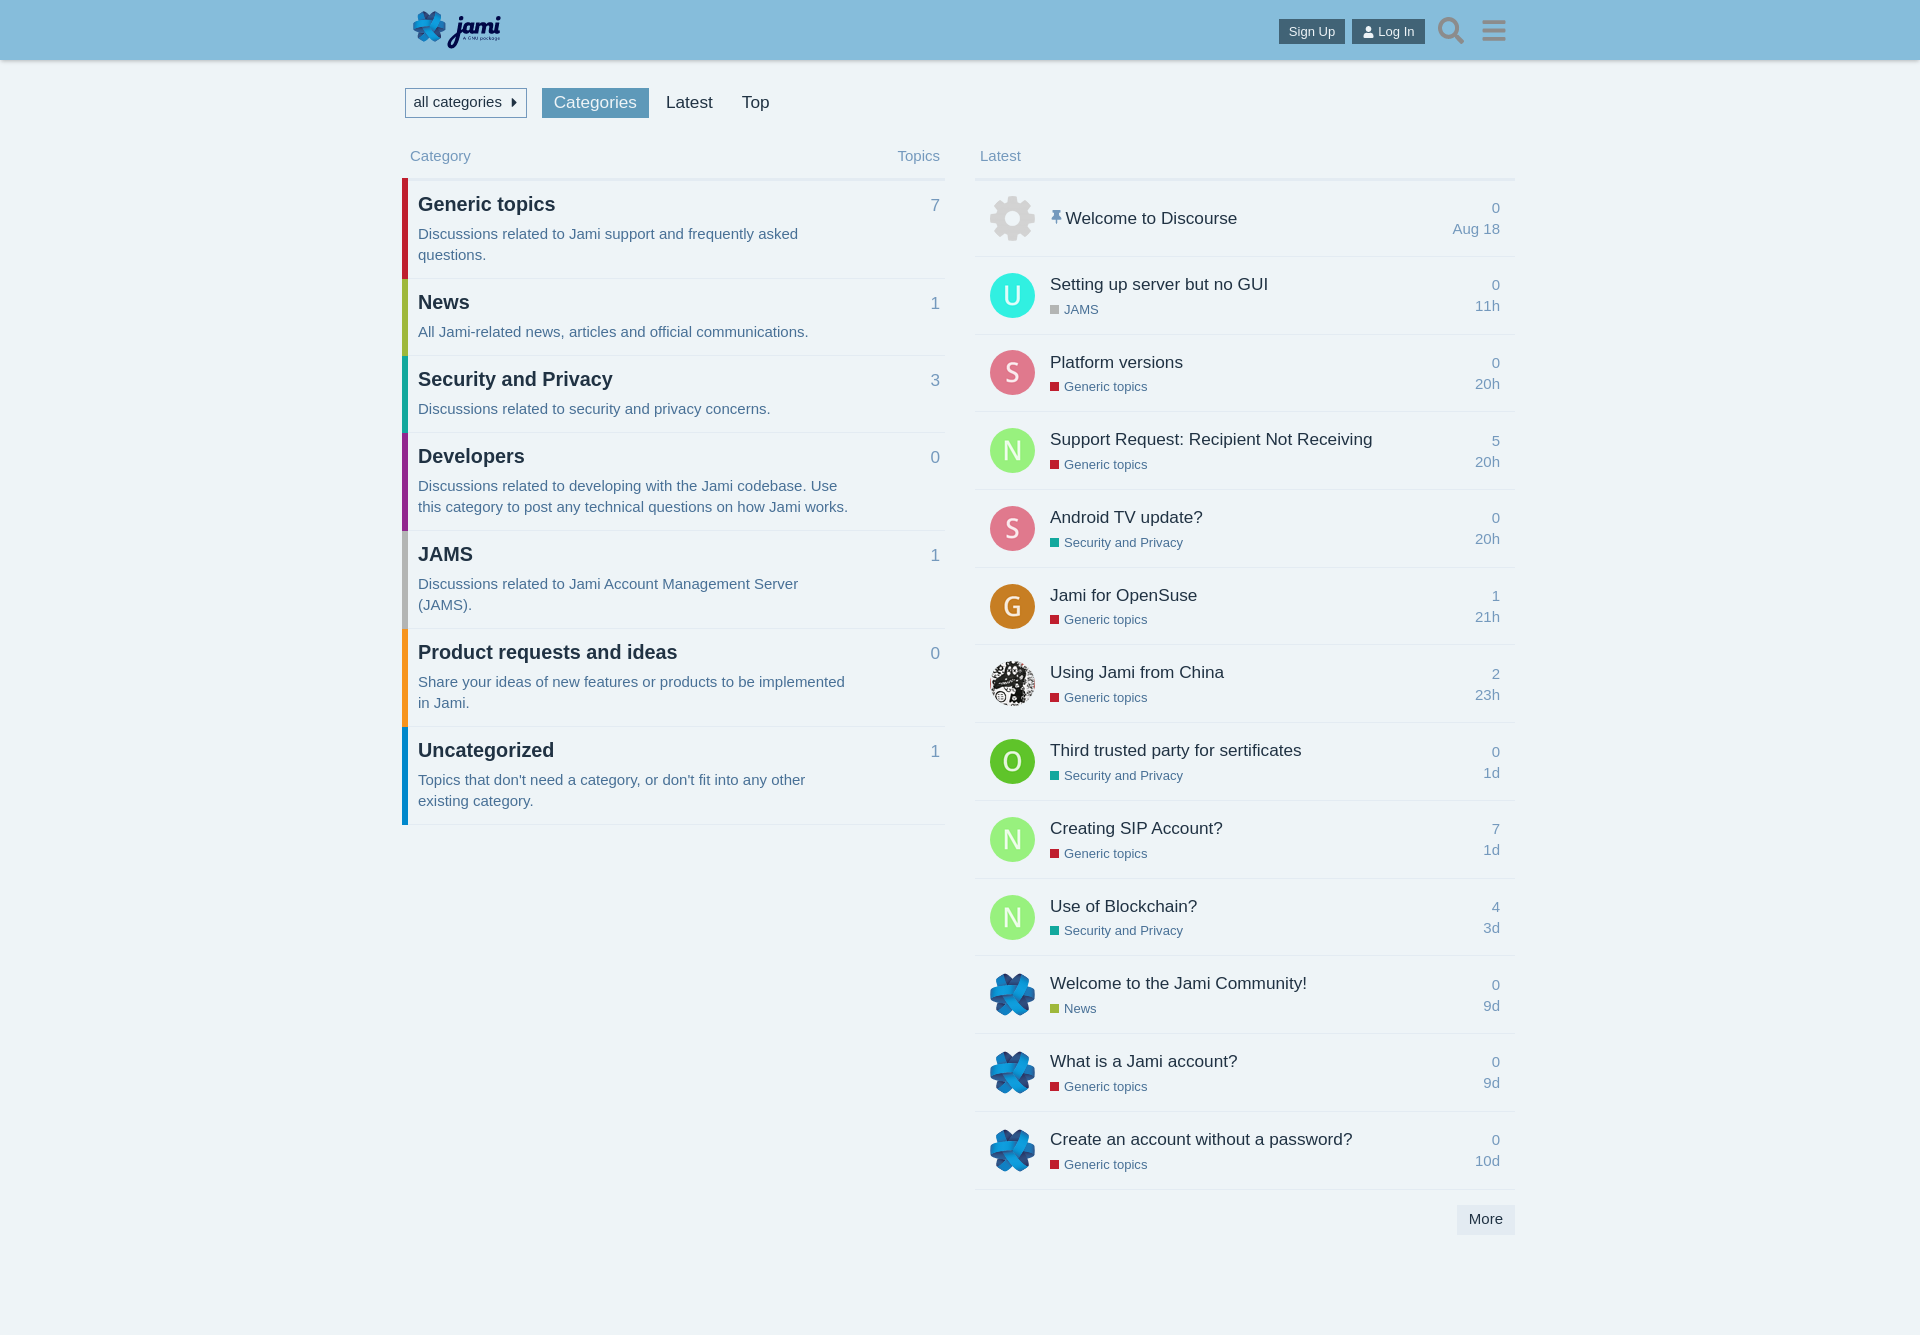 jami
A GNU package
Sign Up
Log In
all categories
Categories
Latest
Top
Category
Topics
Generic topics
7
Discussions related to Jami support and frequently asked
questions.
News
1
All Jami-related news, articles and official communications.
Security and Privacy
3
Discussions related to security and privacy concerns.
Developers
0
Discussions related to developing with the Jami codebase. Use
this category to post any technical questions on how Jami works.
JAMS
1
Discussions related to Jami Account Management Server
(JAMS).
Product requests and ideas
0
Share your ideas of new features or products to be implemented
in Jami.
Uncategorized
1
Topics that don't need a category, or don't fit into any other
existing category.
Latest
Welcome to Discourse
0
Aug 18
U
Setting up server but no GUI
0
JAMS
11h
S
Platform versions
0
Generic topics
20h
N
Support Request: Recipient Not Receiving
5
Generic topics
20h
S
Android TV update?
0
Security and Privacy
20h
G
Jami for OpenSuse
1
Generic topics
21h
Using Jami from China
2
Generic topics
23h
O
Third trusted party for sertificates
0
Security and Privacy
1d
N
Creating SIP Account?
7
Generic topics
1d
N
Use of Blockchain?
4
Security and Privacy
3d
Welcome to the Jami Community!
0
News
9d
What is a Jami account?
0
Generic topics
9d
Create an account without a password?
0
Generic topics
10d
More